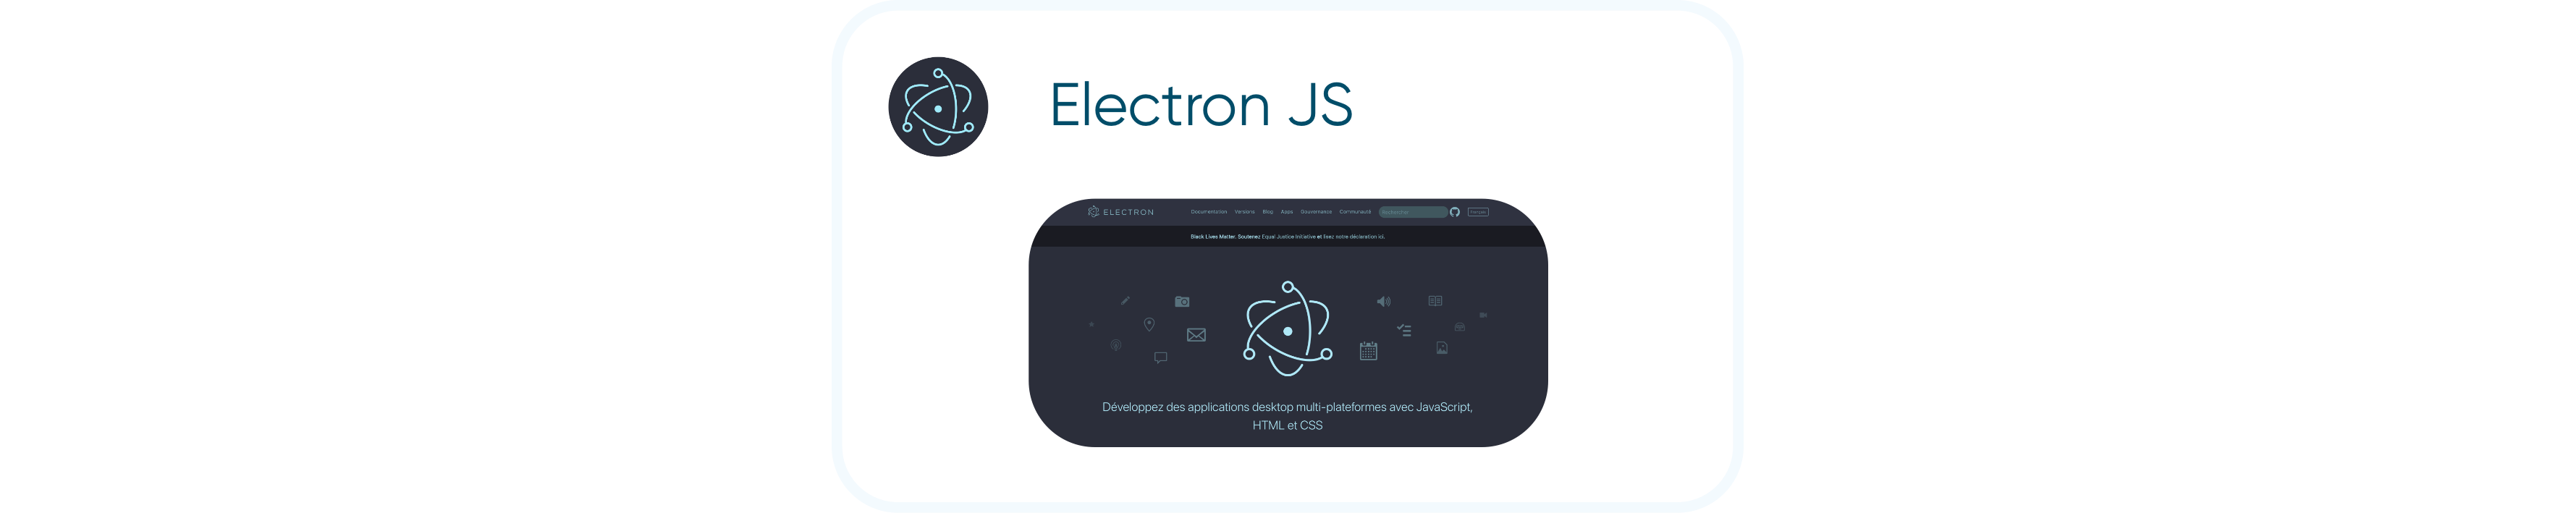 Electron JS
ELECTRON Documentation Versions Blog Apps Gouvernance Communauté Rechercher Français
Black Lives Matter. Soutenez Equal Justice Initiative et lisez notre déclaration ici.
Développez des applications desktop multi-plateformes avec JavaScript,
HTML et CSS